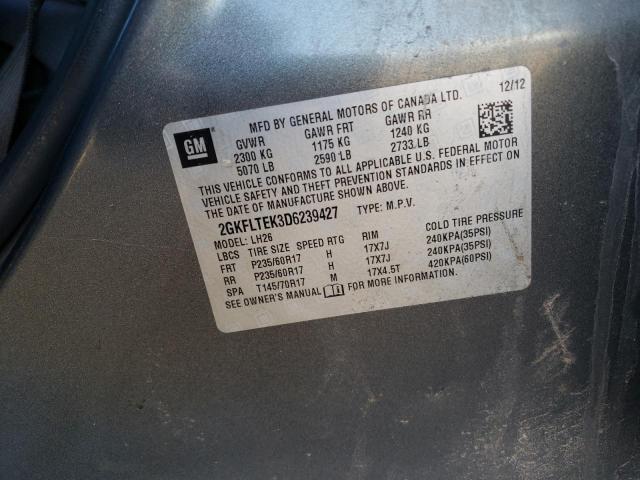 GM
MFD BY GENERAL MOTORS OF CANADA LTD. 12/12
GVWR GAWR FRT GAWR RR
2300 KG 1175 KG 1240 KG
5070 LB 2590 LB 2733 LB
THIS VEHICLE CONFORMS TO ALL APPLICABLE U.S. FEDERAL MOTOR
VEHICLE SAFETY AND THEFT PREVENTION STANDARDS IN EFFECT ON
THE DATE OF MANUFACTURE SHOWN ABOVE.
2GKFLTEK3D6239427 TYPE: M.P.V.
MODEL: LH26
LBCS TIRE SIZE SPEED RTG RIM COLD TIRE PRESSURE
FRT P235/60R17 H 17X7J 240KPA(35PSI)
RR P235/60R17 H 17X7J 240KPA(35PSI)
SPA T145/70R17 M 17X4.5T 420KPA(60PSI)
SEE OWNER'S MANUAL FOR MORE INFORMATION.